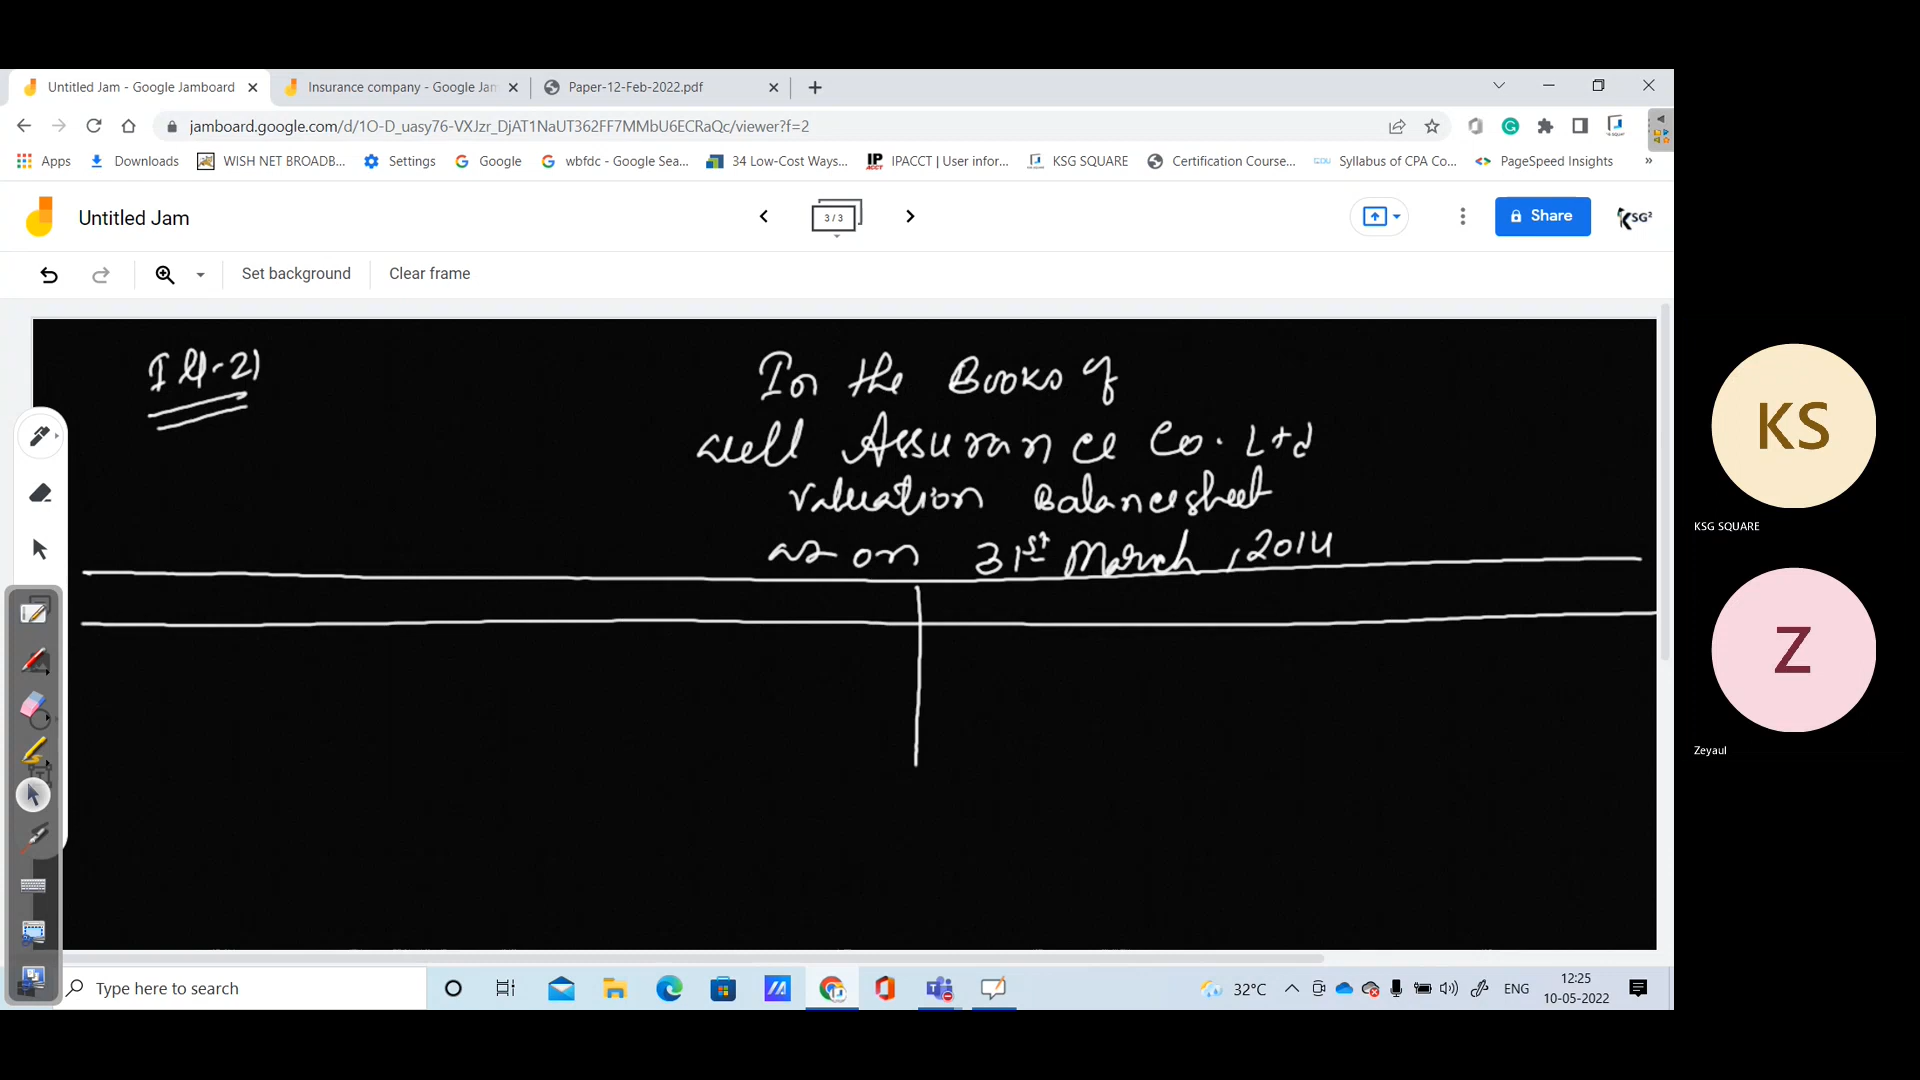 Untitled Jam - Google Jamboard
Insurance company - Google Jam
Paper-12-Feb-2022.pdf
jamboard.google.com/d/1O-D_uasy76-VXJzr_DjAT1NaUT362FF7MMbU6ECRaQc/viewer?f=2
Apps
Downloads
WISH NET BROADB...
Settings
Google
wbfdc - Google Sea...
34 Low-Cost Ways...
IPACCT | User infor...
KSG SQUARE
Certification Course...
Syllabus of CPA Co...
PageSpeed Insights
»
Untitled Jam
3 / 3
Share
KSG²
Set background
Clear frame
In the Books of
well Assurance Co. Ltd
Valuation Balancesheet
as on 31st March, 2014
KS
KSG SQUARE
Z
Zeyaul
Type here to search
32°C
ENG
12:25
10-05-2022